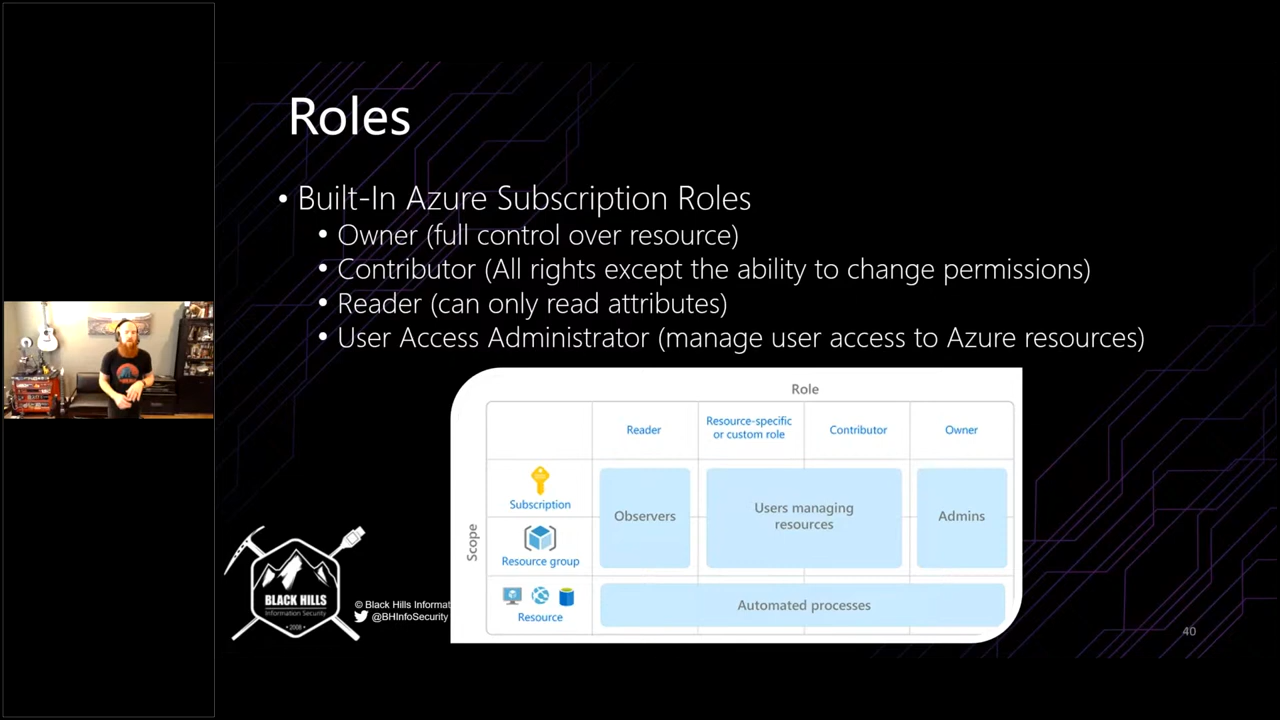 Roles
• Built-In Azure Subscription Roles
• Owner (full control over resource)
• Contributor (All rights except the ability to change permissions)
• Reader (can only read attributes)
• User Access Administrator (manage user access to Azure resources)
Role
Reader
Resource-specific
or custom role
Contributor
Owner
Scope
Subscription
Observers
Users managing
resources
Admins
Resource group
Resource
Automated processes
BLACK HILLS
Information Security
• 2008 •
© Black Hills Informat
@BHInfoSecurity
40